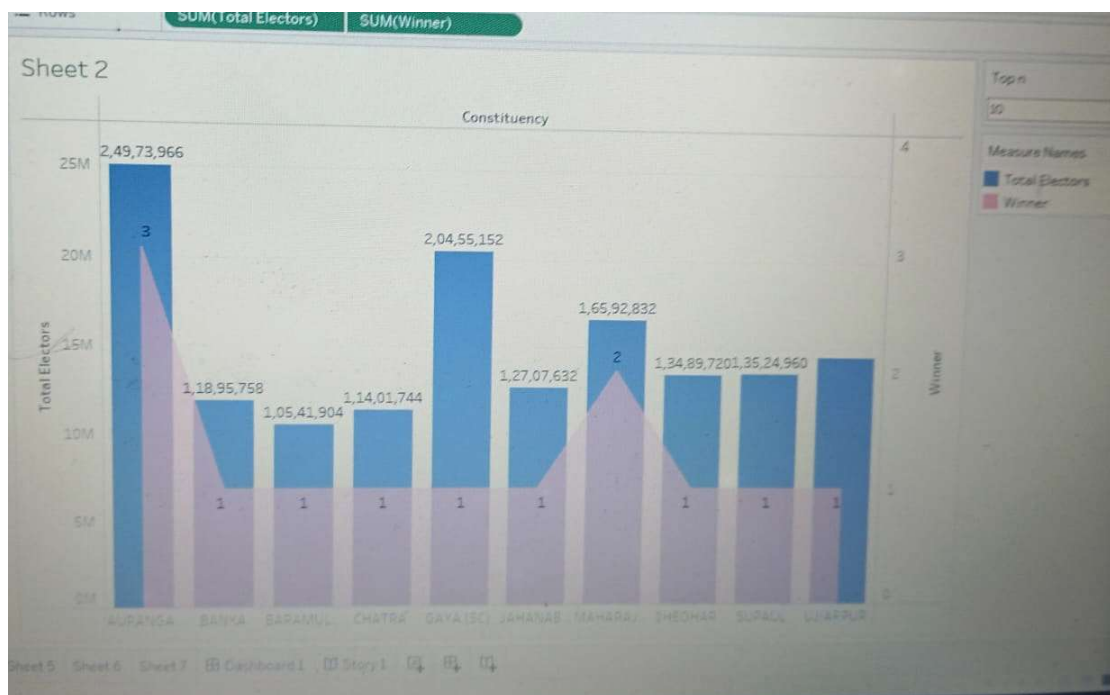 Rows
SUM(Total Electors) SUM(Winner)
Sheet 2
Top n
10
Constituency
Measure Names
Total Electors
Winner
25M
20M
15M
10M
5M
0M
Total Electors
2,49,73,966
1,18,95,758
1,05,41,904
1,14,01,744
2,04,55,152
1,27,07,632
1,65,92,832
1,34,89,720
1,35,24,960
3
1
1
1
1
1
2
1
1
1
4
3
2
1
0
Winner
AURANGA.. BANKA BARAMUL.. CHATRA GAYA (SC) JAHANAB.. MAHARAJ.. SHEOHAR SUPAUL UJIARPUR
Sheet 5 Sheet 6 Sheet 7 Dashboard 1 Story 1